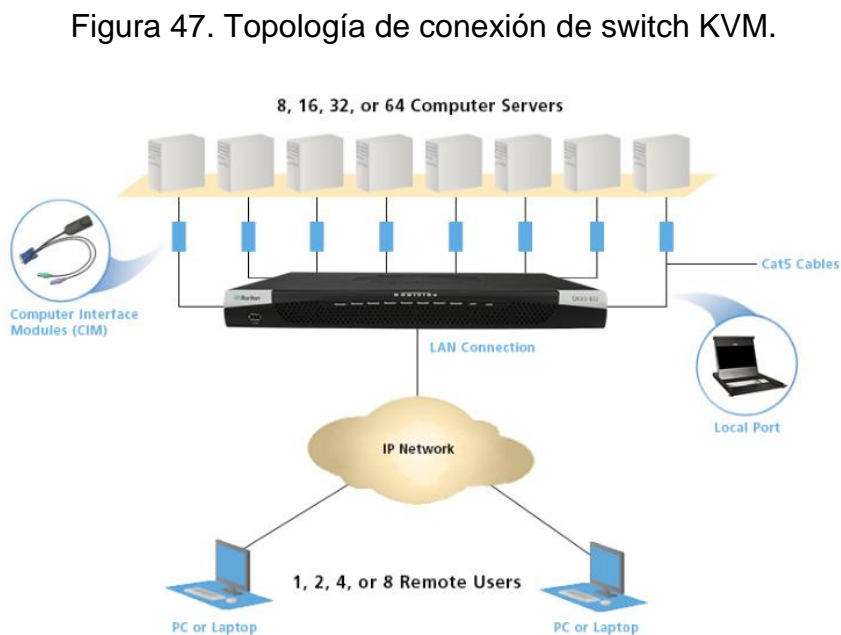 Figura 47. Topología de conexión de switch KVM.
8, 16, 32, or 64 Computer Servers
Cat5 Cables
Computer Interface
Modules (CIM)
Raritan
DOMINION
LAN Connection
Local Port
IP Network
1, 2, 4, or 8 Remote Users
PC or Laptop
PC or Laptop